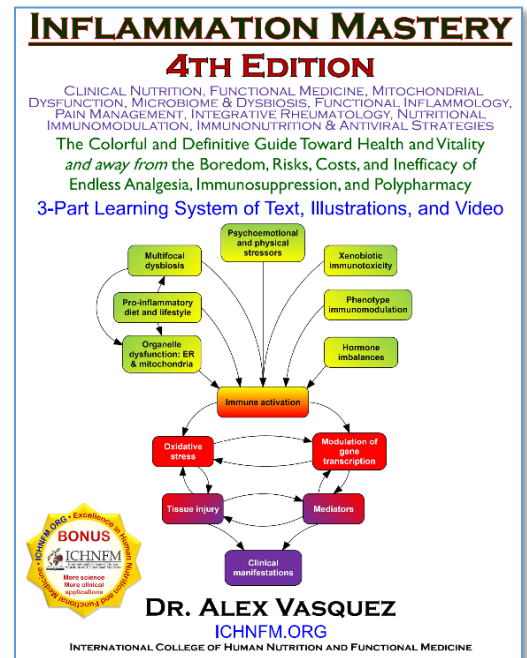 INFLAMMATION MASTERY
4TH EDITION
CLINICAL NUTRITION, FUNCTIONAL MEDICINE, MITOCHONDRIAL
DYSFUNCTION, MICROBIOME & DYSBIOSIS, FUNCTIONAL INFLAMMOLOGY,
PAIN MANAGEMENT, INTEGRATIVE RHEUMATOLOGY, NUTRITIONAL
IMMUNOMODULATION, IMMUNONUTRITION & ANTIVIRAL STRATEGIES
The Colorful and Definitive Guide Toward Health and Vitality
and away from the Boredom, Risks, Costs, and Inefficacy of
Endless Analgesia, Immunosuppression, and Polypharmacy
3-Part Learning System of Text, Illustrations, and Video
Psychoemotional
and physical
stressors
Multifocal
dysbiosis
Xenobiotic
immunotoxicity
Pro-inflammatory
diet and lifestyle
Phenotype
immunomodulation
Organelle
dysfunction: ER
& mitochondria
Hormone
imbalances
Immune activation
Oxidative
stress
Modulation of
gene
transcription
Tissue injury
Mediators
Clinical
manifestations
ICHNFM.ORG • Excellence in Human
Nutrition and Functional Medicine •
BONUS
ICHNFM
More science
More clinical
applications
DR. ALEX VASQUEZ
ICHNFM.ORG
INTERNATIONAL COLLEGE OF HUMAN NUTRITION AND FUNCTIONAL MEDICINE